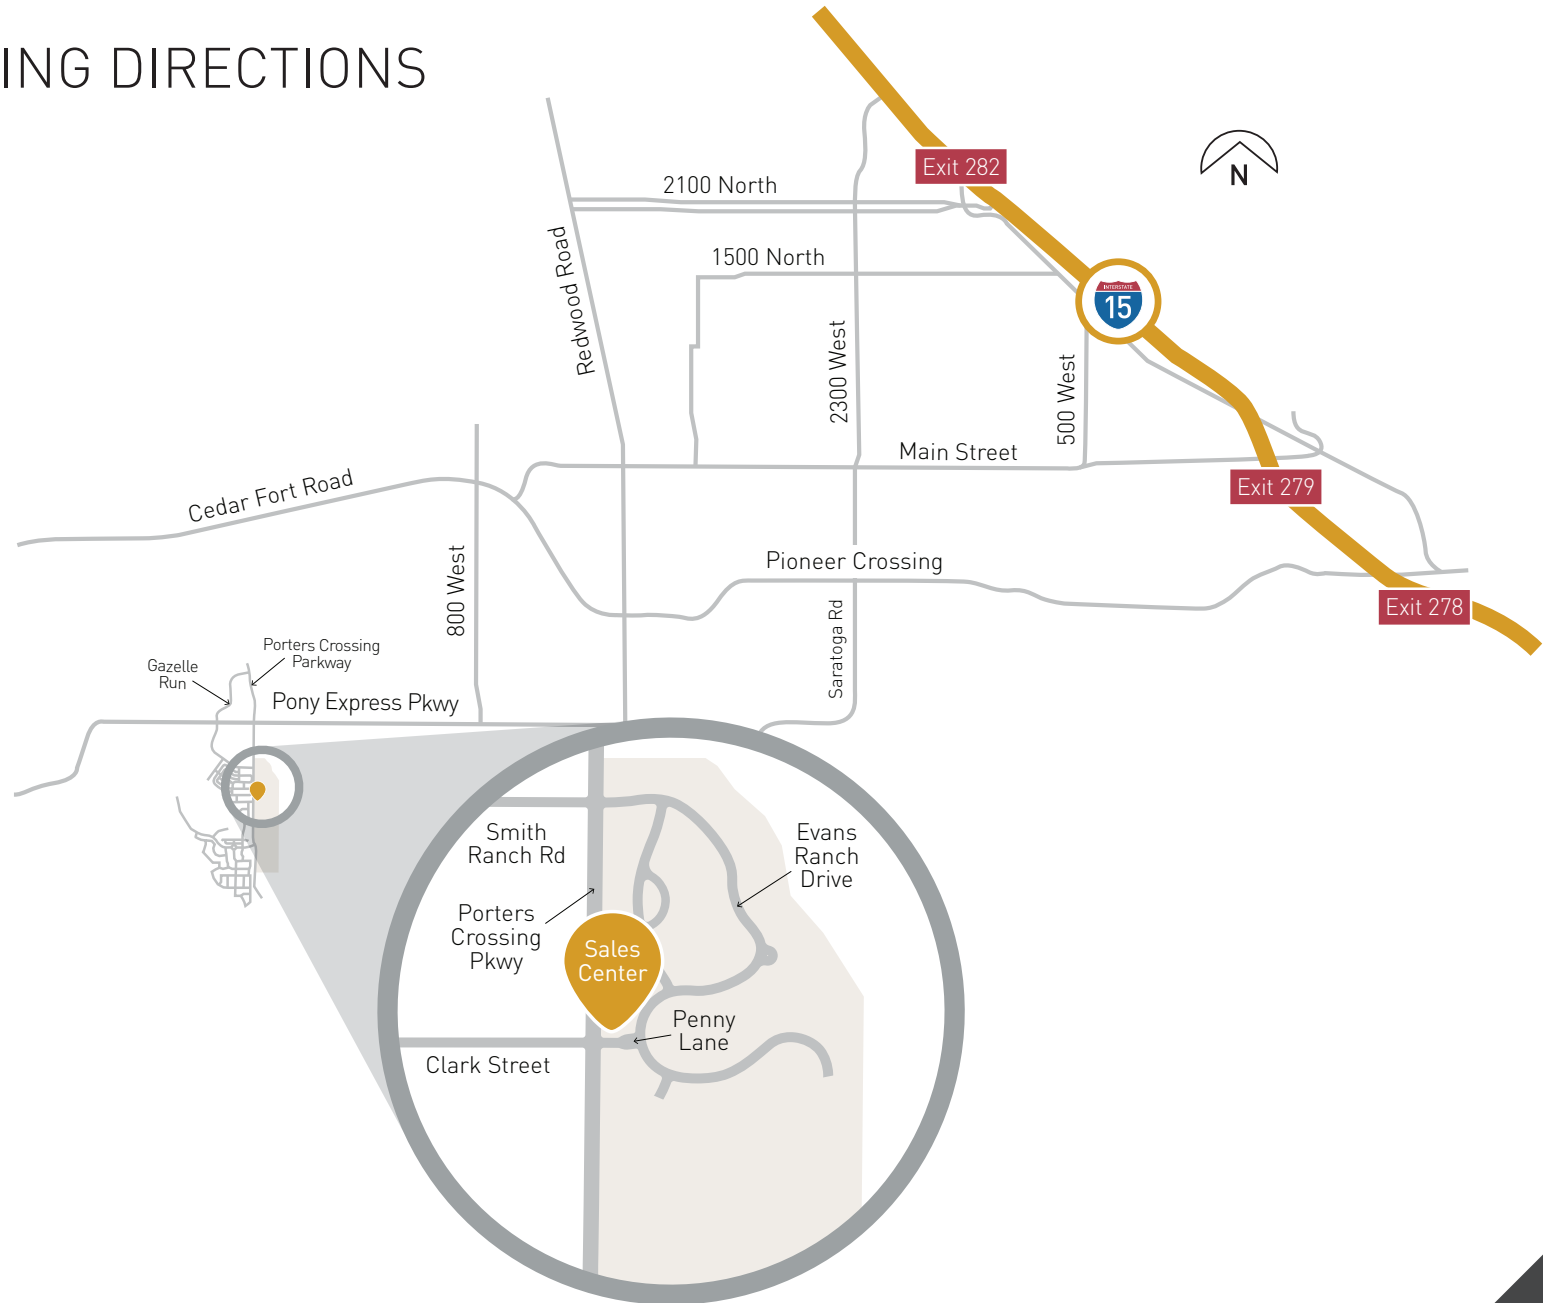 ING DIRECTIONS
Exit 282
N
2100 North
Redwood Road
1500 North
INTERSTATE
15
2300 West
500 West
Main Street
Cedar Fort Road
Exit 279
800 West
Pioneer Crossing
Saratoga Rd
Exit 278
Porters Crossing
Parkway
Gazelle
Run
Pony Express Pkwy
Smith
Ranch Rd
Evans
Ranch
Drive
Porters
Crossing
Pkwy
Sales
Center
Penny
Lane
Clark Street